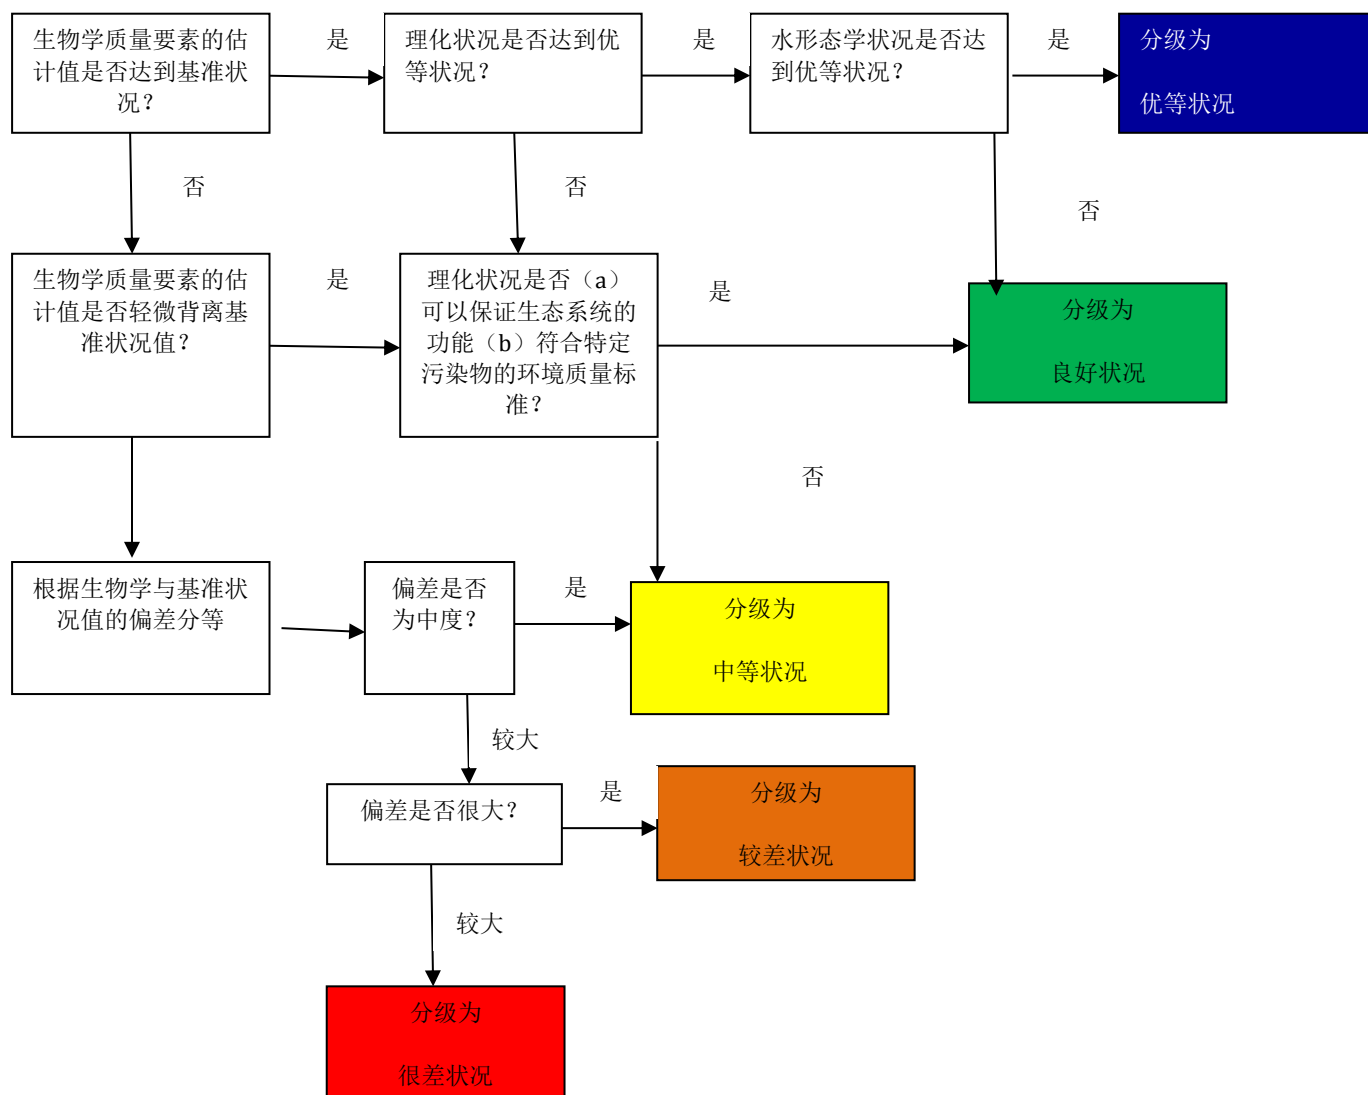 生物学质量要素的估
计值是否达到基准状
况？
是
理化状况是否达到优
等状况？
是
水形态学状况是否达
到优等状况？
是
分级为
优等状况
否
否
否
生物学质量要素的估
计值是否轻微背离基
准状况值？
是
理化状况是否（a）
可以保证生态系统的
功能（b）符合特定
污染物的环境质量标
准？
是
分级为
良好状况
否
根据生物学与基准状
况值的偏差分等
偏差是否
为中度？
是
分级为
中等状况
较大
偏差是否很大？
是
分级为
较差状况
较大
分级为
很差状况